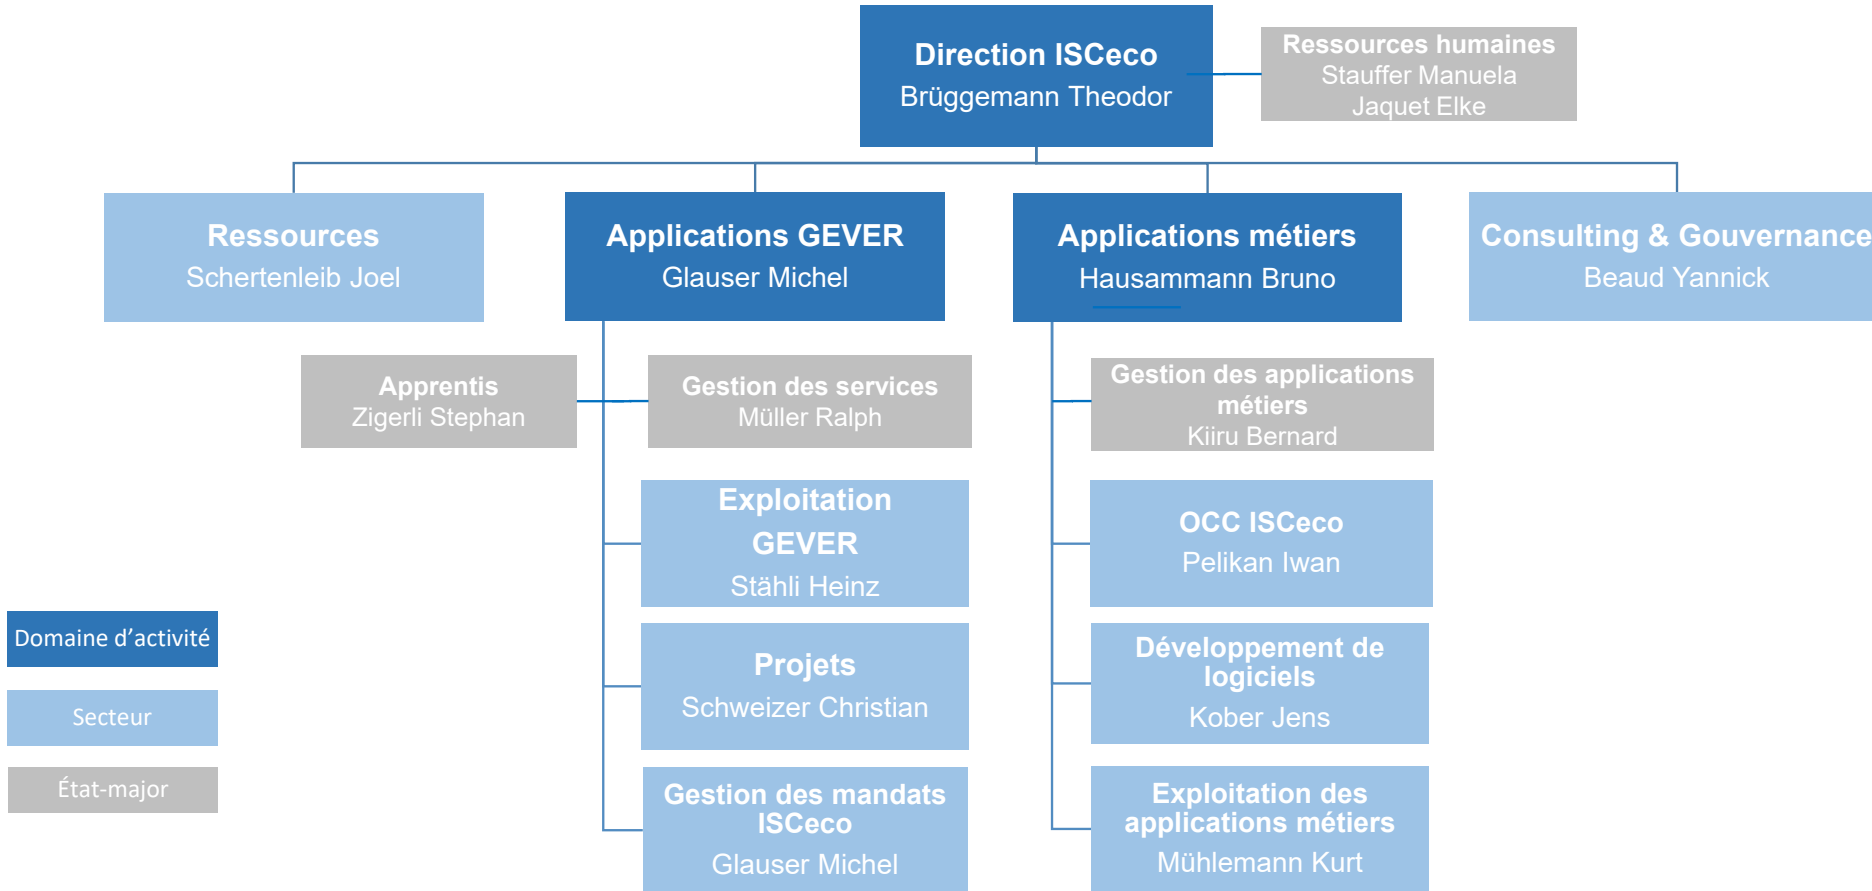 Direction ISCeco
Brüggemann Theodor
Ressources humaines
Stauffer Manuela
Jaquet Elke
Ressources
Schertenleib Joel
Applications GEVER
Glauser Michel
Applications métiers
Hausammann Bruno
Consulting & Gouvernance
Beaud Yannick
Apprentis
Zigerli Stephan
Gestion des services
Müller Ralph
Gestion des applications
métiers
Kiiru Bernard
Exploitation
GEVER
Stähli Heinz
OCC ISCeco
Pelikan Iwan
Projets
Schweizer Christian
Développement de
logiciels
Kober Jens
Gestion des mandats
ISCeco
Glauser Michel
Exploitation des
applications métiers
Mühlemann Kurt
Domaine d’activité
Secteur
État-major